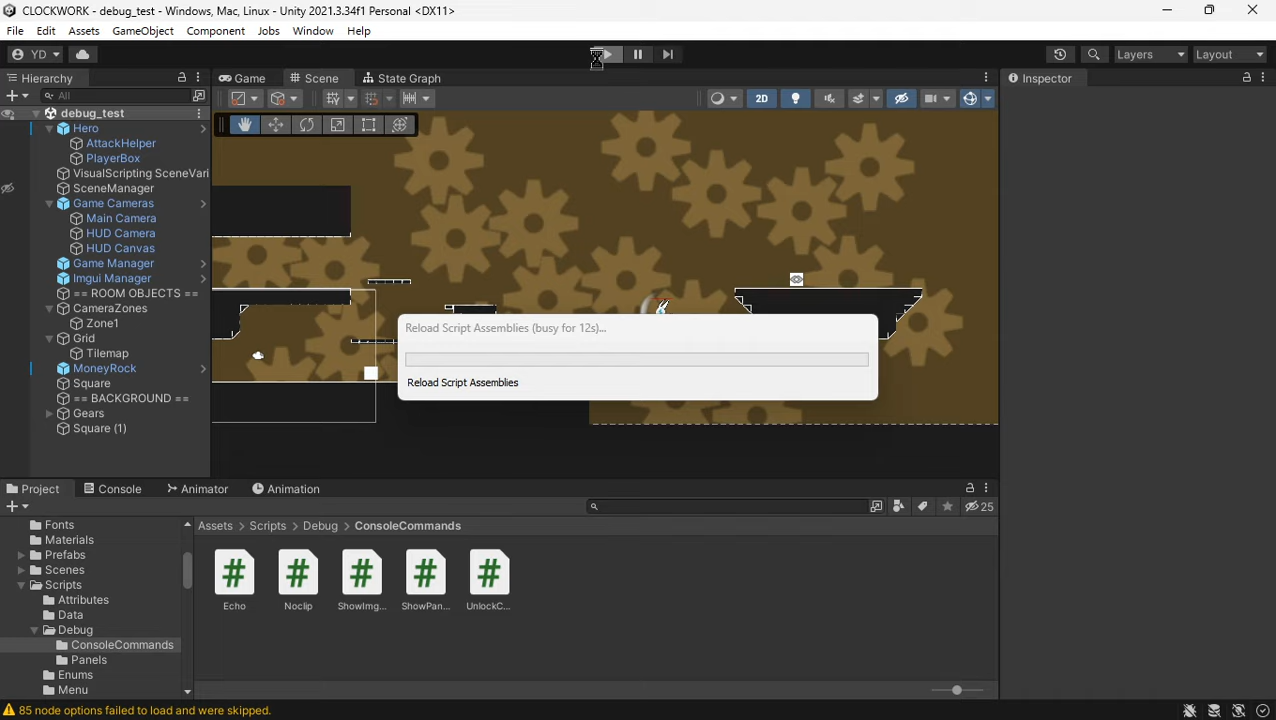 CLOCKWORK - debug_test - Windows, Mac, Linux - Unity 2021.3.34f1 Personal <DX11>
File Edit Assets GameObject Component Jobs Window Help
YD Layers Layout
Hierarchy Game Scene State Graph Inspector
All 2D
debug_test
Hero
AttackHelper
PlayerBox
VisualScripting SceneVari
SceneManager
Game Cameras
Main Camera
HUD Camera
HUD Canvas
Game Manager
Imgui Manager
== ROOM OBJECTS ==
CameraZones
Zone1
Grid
Tilemap
MoneyRock
Square
== BACKGROUND ==
Gears
Square (1)
Reload Script Assemblies (busy for 12s)...
Reload Script Assemblies
Project Console Animator Animation
25
Fonts
Materials
Prefabs
Scenes
Scripts
Attributes
Data
Debug
ConsoleCommands
Panels
Enums
Menu
Assets > Scripts > Debug > ConsoleCommands
# # # # #
Echo Noclip ShowImg... ShowPan... UnlockC...
85 node options failed to load and were skipped.